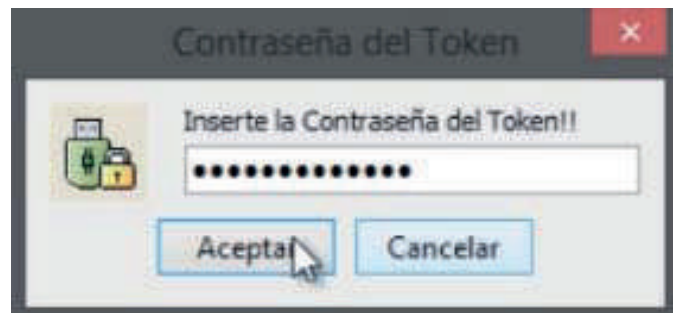 Contraseña del Token
Inserte la Contraseña del Token!!
●●●●●●●●●●●●●
Aceptar
Cancelar